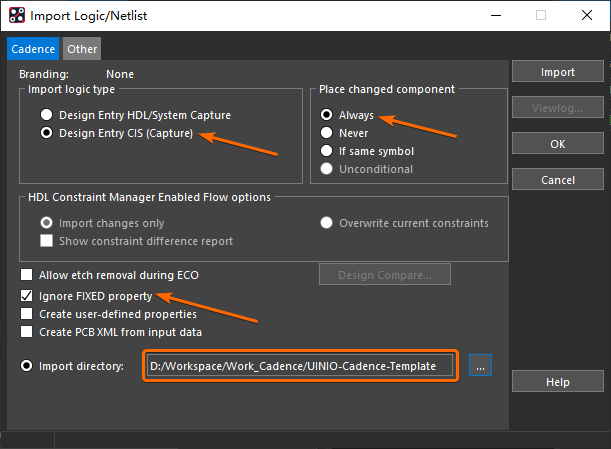 Import Logic/Netlist
Cadence Other
Branding: None
Import logic type
Design Entry HDL/System Capture
Design Entry CIS (Capture)
Place changed component
Always
Never
If same symbol
Unconditional
HDL Constraint Manager Enabled Flow options
Import changes only
Overwrite current constraints
Show constraint difference report
Allow etch removal during ECO
Design Compare...
Ignore FIXED property
Create user-defined properties
Create PCB XML from input data
Import directory: D:/Workspace/Work_Cadence/UINIO-Cadence-Template ...
Import
Viewlog...
OK
Cancel
Help